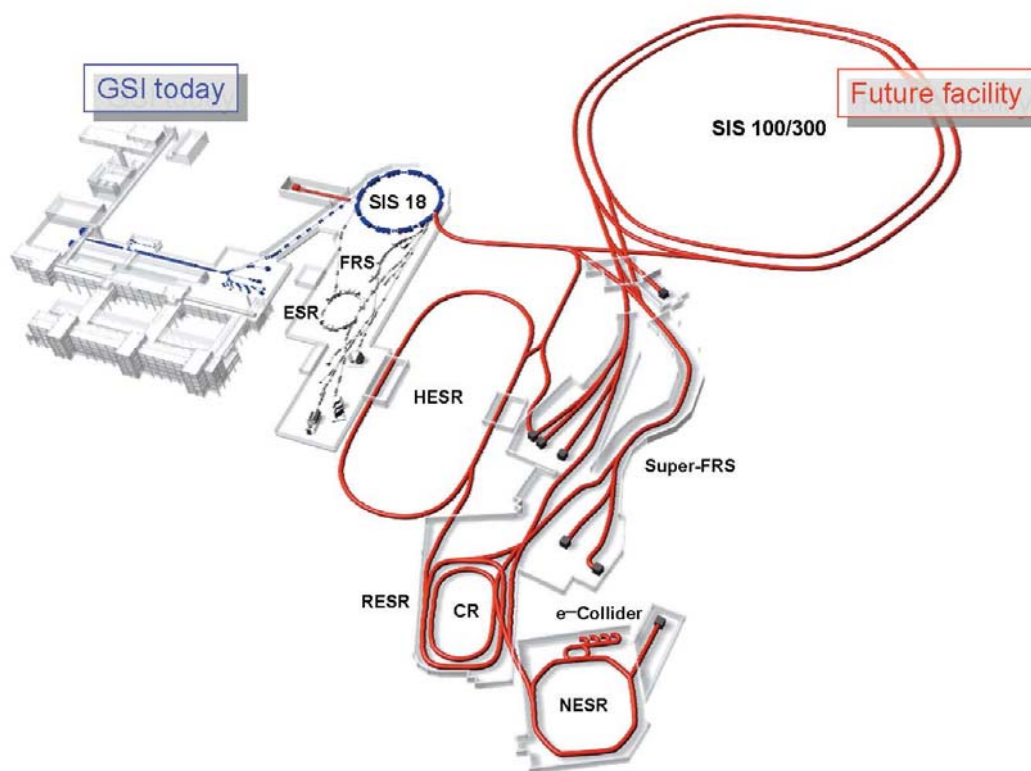 GSI today
Future facility
SIS 100/300
SIS 18
FRS
ESR
HESR
Super-FRS
RESR
CR
e–Collider
NESR